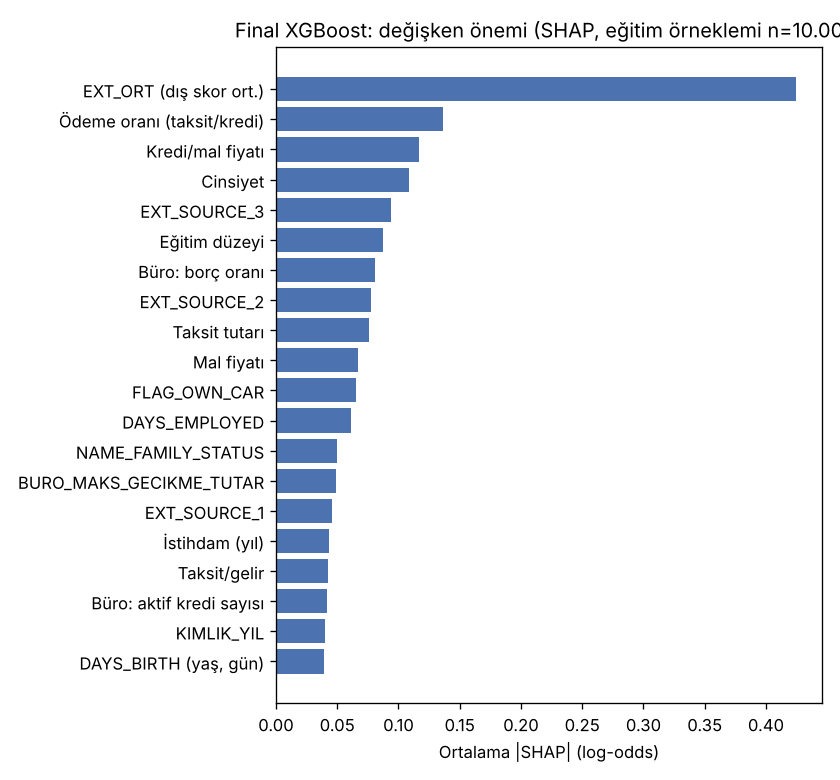 Final XGBoost: değişken önemi (SHAP, eğitim örneklemi n=10.00
EXT_ORT (dış skor ort.)
Ödeme oranı (taksit/kredi)
Kredi/mal fiyatı
Cinsiyet
EXT_SOURCE_3
Eğitim düzeyi
Büro: borç oranı
EXT_SOURCE_2
Taksit tutarı
Mal fiyatı
FLAG_OWN_CAR
DAYS_EMPLOYED
NAME_FAMILY_STATUS
BURO_MAKS_GECIKME_TUTAR
EXT_SOURCE_1
İstihdam (yıl)
Taksit/gelir
Büro: aktif kredi sayısı
KIMLIK_YIL
DAYS_BIRTH (yaş, gün)
0.00 0.05 0.10 0.15 0.20 0.25 0.30 0.35 0.40
Ortalama |SHAP| (log-odds)